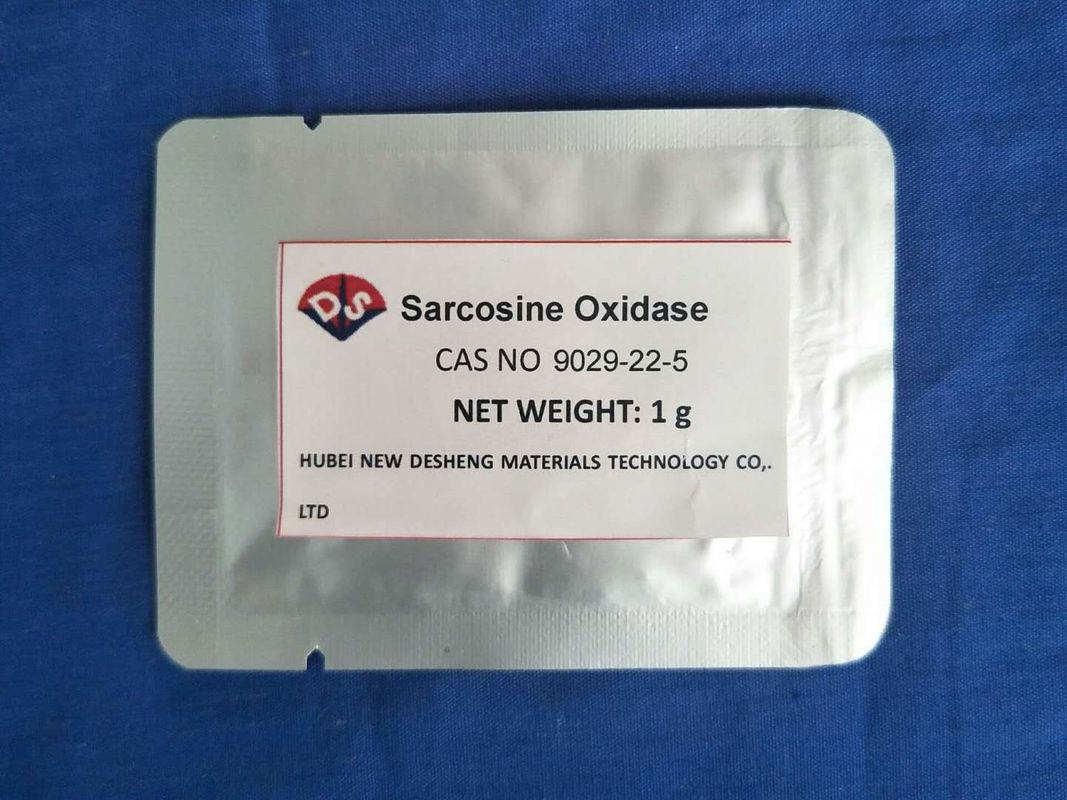 DS
Sarcosine Oxidase
CAS NO 9029-22-5
NET WEIGHT: 1 g
HUBEI NEW DESHENG MATERIALS TECHNOLOGY CO,.
LTD